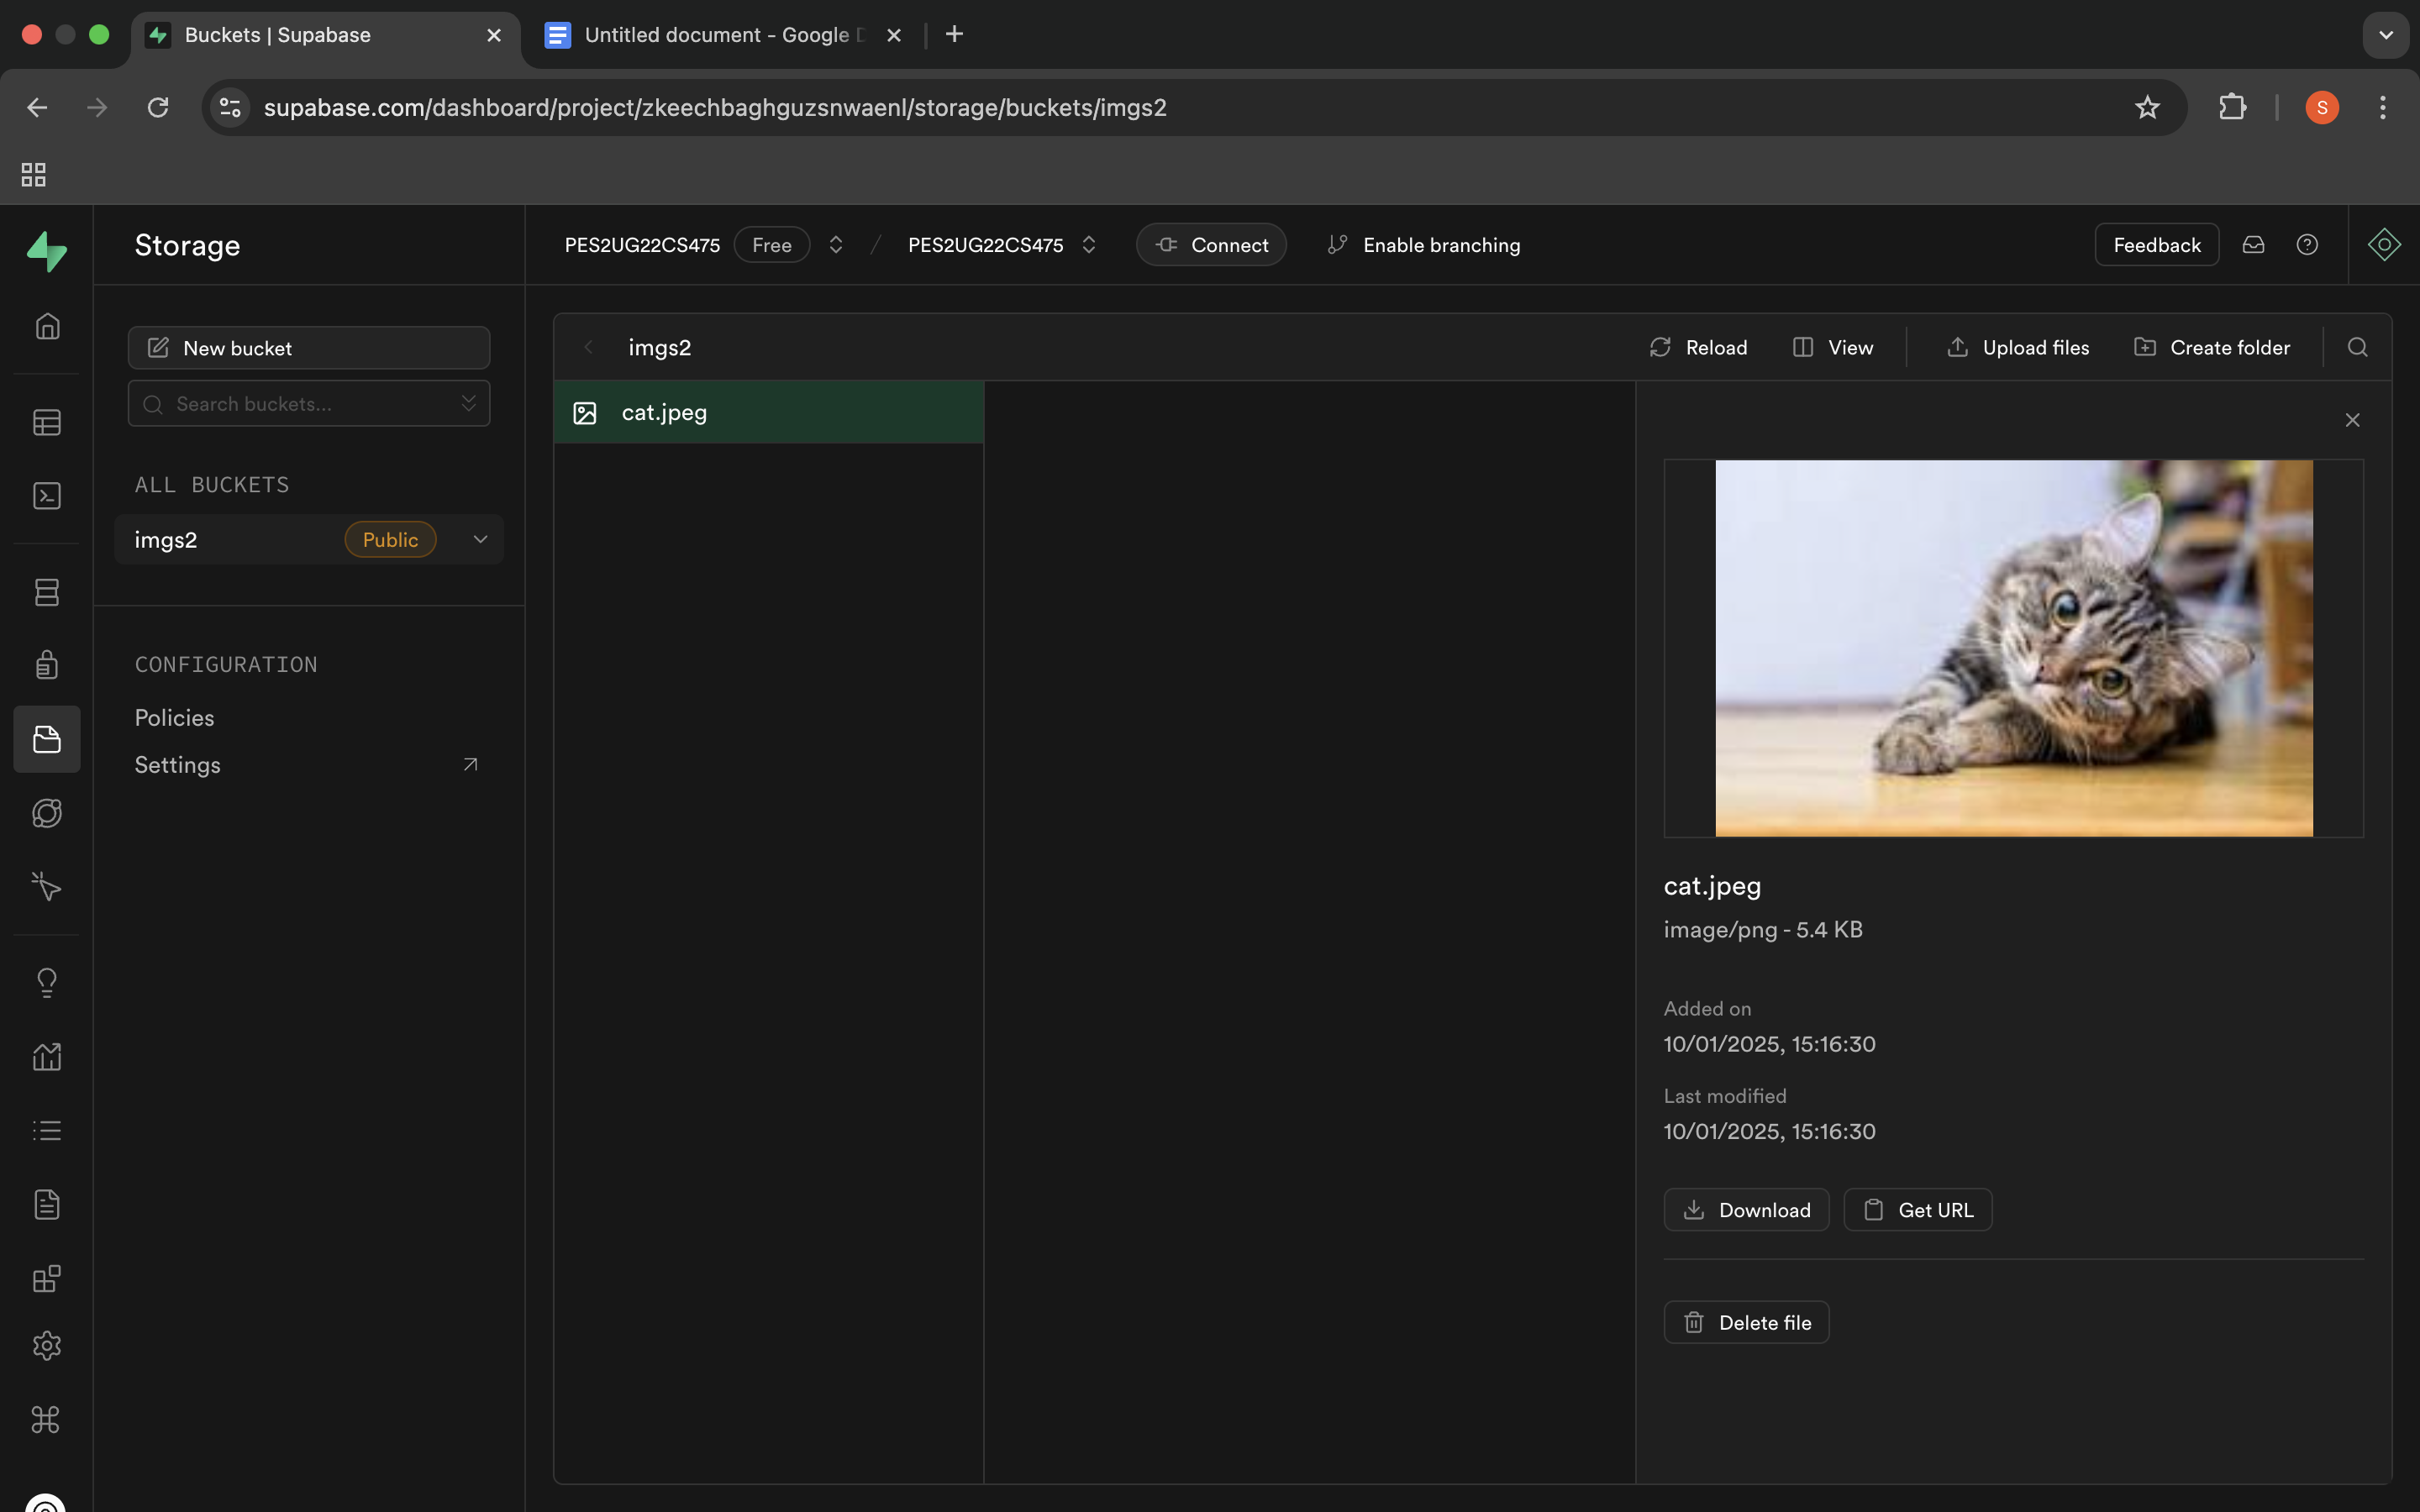 Buckets | Supabase
Untitled document - Google D
supabase.com/dashboard/project/zkeechbaghguzsnwaenl/storage/buckets/imgs2
S
Storage
PES2UG22CS475 Free / PES2UG22CS475 Connect Enable branching
Feedback
New bucket
Search buckets...
ALL BUCKETS
imgs2 Public
CONFIGURATION
Policies
Settings
imgs2
Reload View Upload files Create folder
cat.jpeg
cat.jpeg
image/png - 5.4 KB
Added on
10/01/2025, 15:16:30
Last modified
10/01/2025, 15:16:30
Download Get URL
Delete file